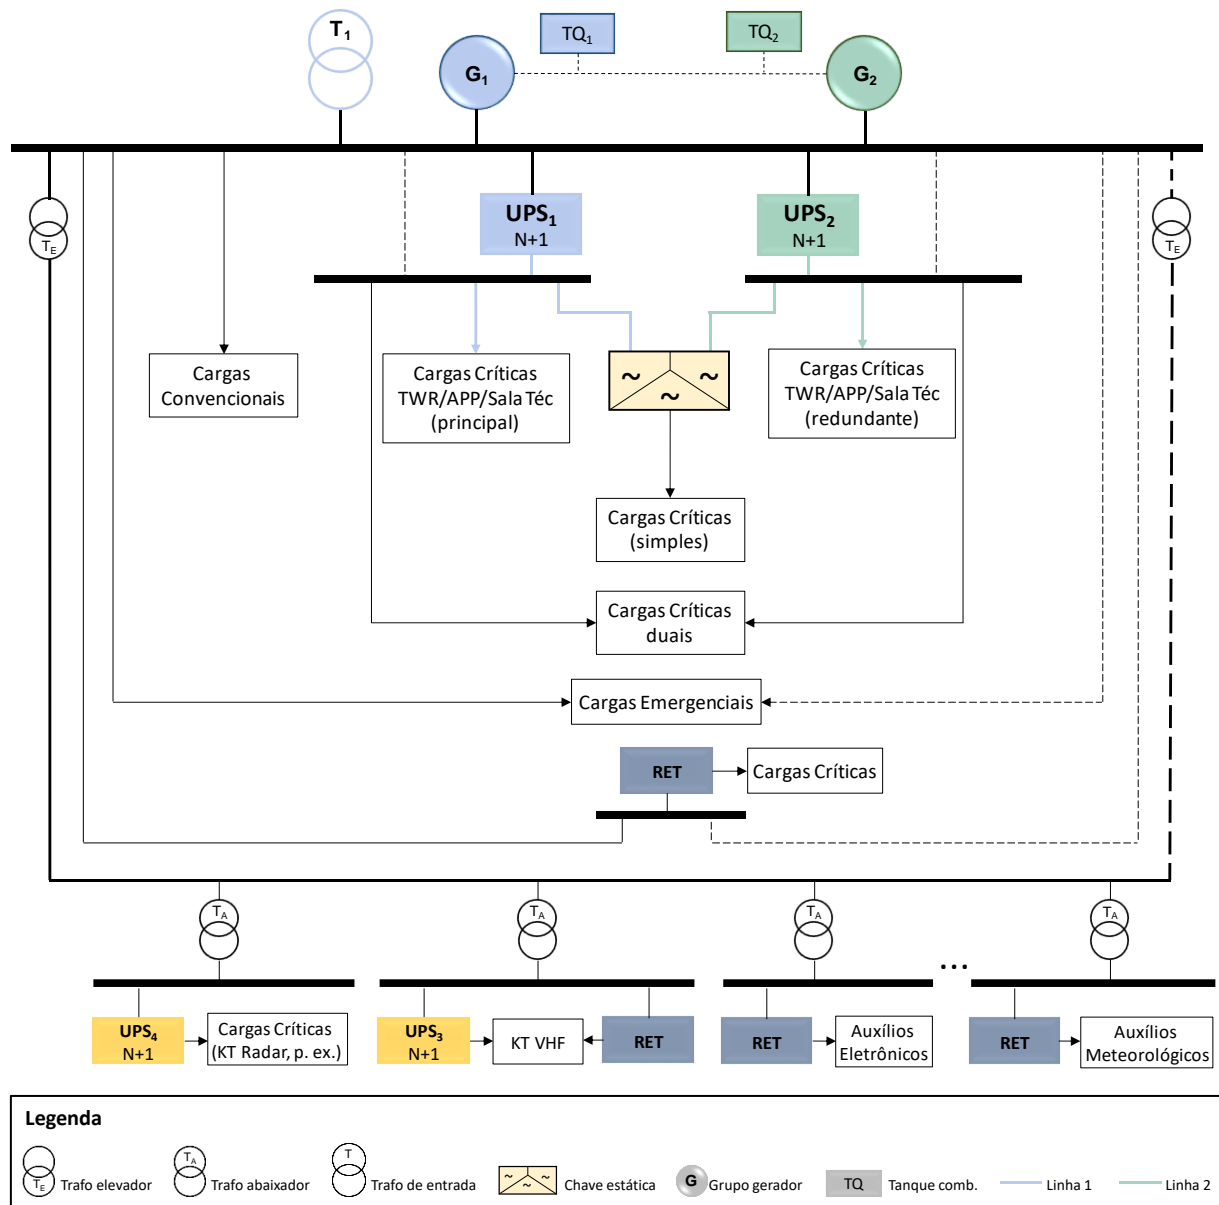 T1
TQ1
TQ2
G1
G2
UPS1
N+1
UPS2
N+1
TE
TE
Cargas
Convencionais
Cargas Críticas
TWR/APP/Sala Téc
(principal)
~ ~
~
Cargas Críticas
TWR/APP/Sala Téc
(redundante)
Cargas Críticas
(simples)
Cargas Críticas
duais
Cargas Emergenciais
RET
Cargas Críticas
TA
TA
TA
TA
...
UPS4
N+1
Cargas Críticas
(KT Radar, p. ex.)
UPS3
N+1
KT VHF
RET
RET
Auxílios
Eletrônicos
RET
Auxílios
Meteorológicos
Legenda
TE Trafo elevador
TA Trafo abaixador
T Trafo de entrada
~ ~ ~ Chave estática
G Grupo gerador
TQ Tanque comb.
Linha 1
Linha 2